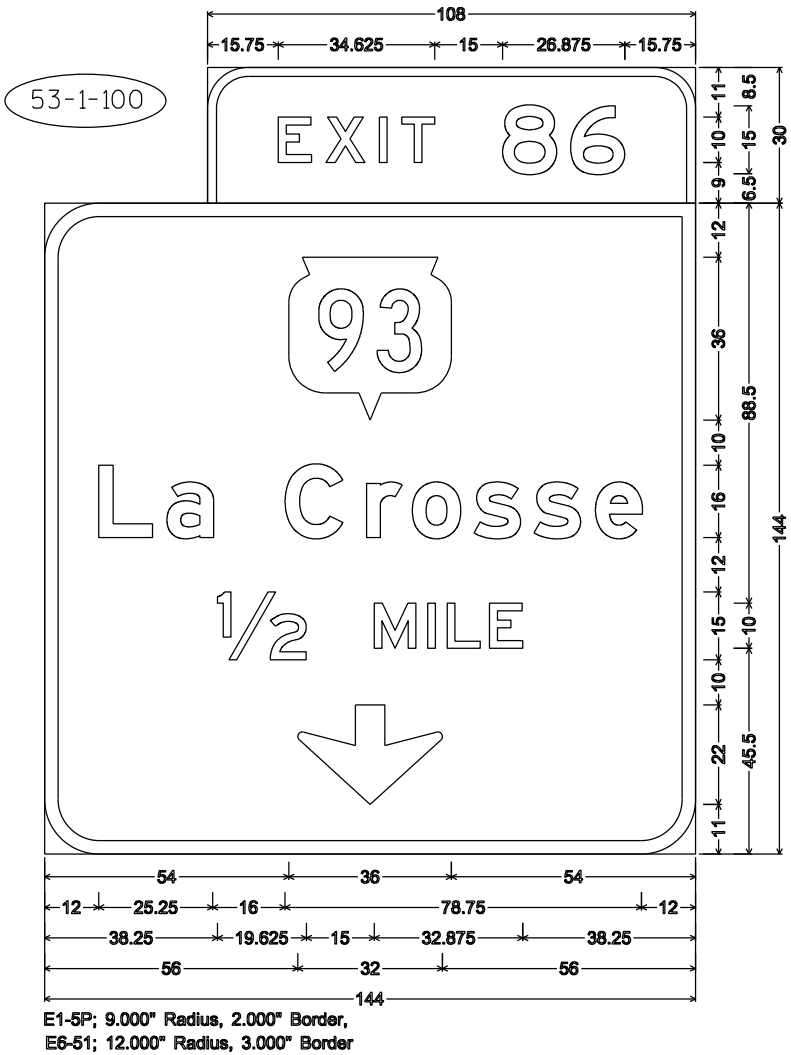 108
15.75 34.625 15 26.875 15.75
53-1-100
EXIT 86
11 10 9
8.5 15 6.5
30
93
La Crosse
½ MILE
12 36 10 16 12 15 10 22 11
88.5 10 45.5
144
54 36 54
12 25.25 16 78.75 12
38.25 19.625 15 32.875 38.25
56 32 56
144
E1-5P; 9.000" Radius, 2.000" Border,
E6-51; 12.000" Radius, 3.000" Border